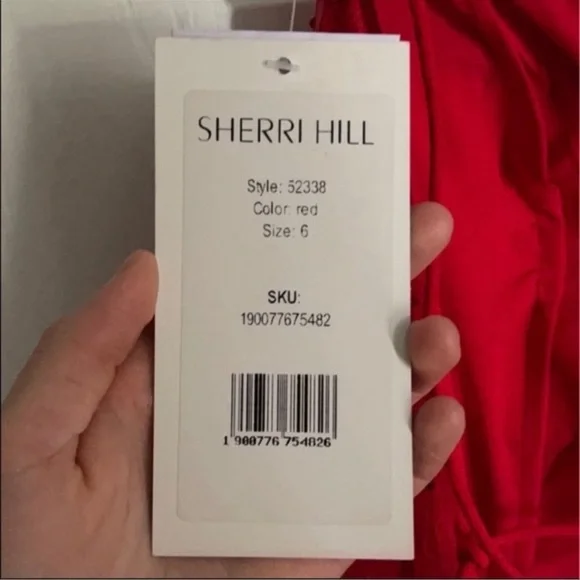 SHERRI HILL
Style: 52338
Color: red
Size: 6
SKU:
190077675482
1 900776 754826